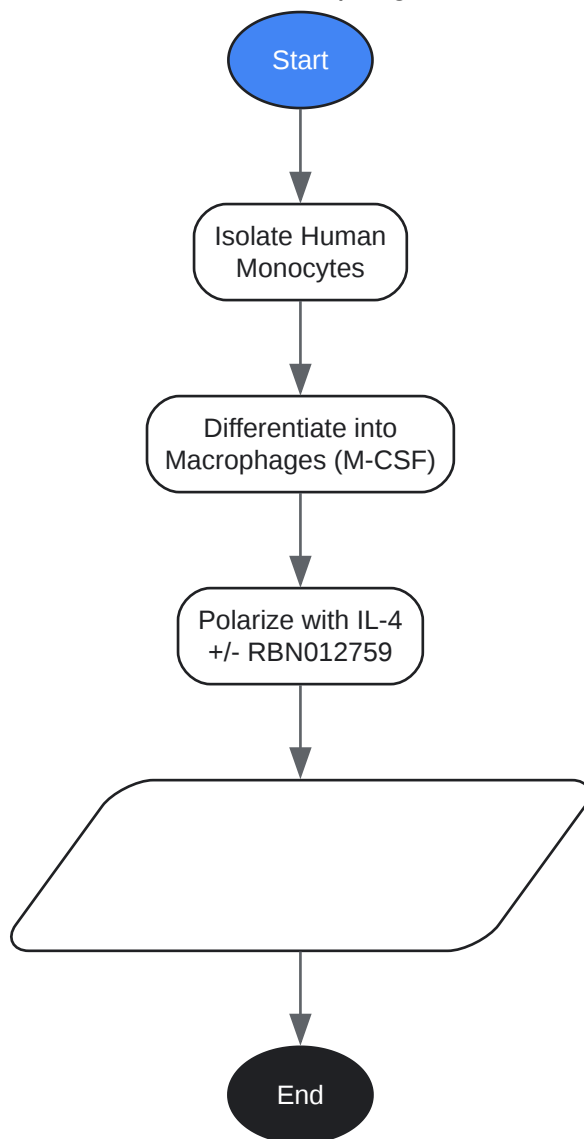 Start
Isolate Human
Monocytes
Differentiate into
Macrophages (M-CSF)
Polarize with IL-4
+/- RBN012759
End